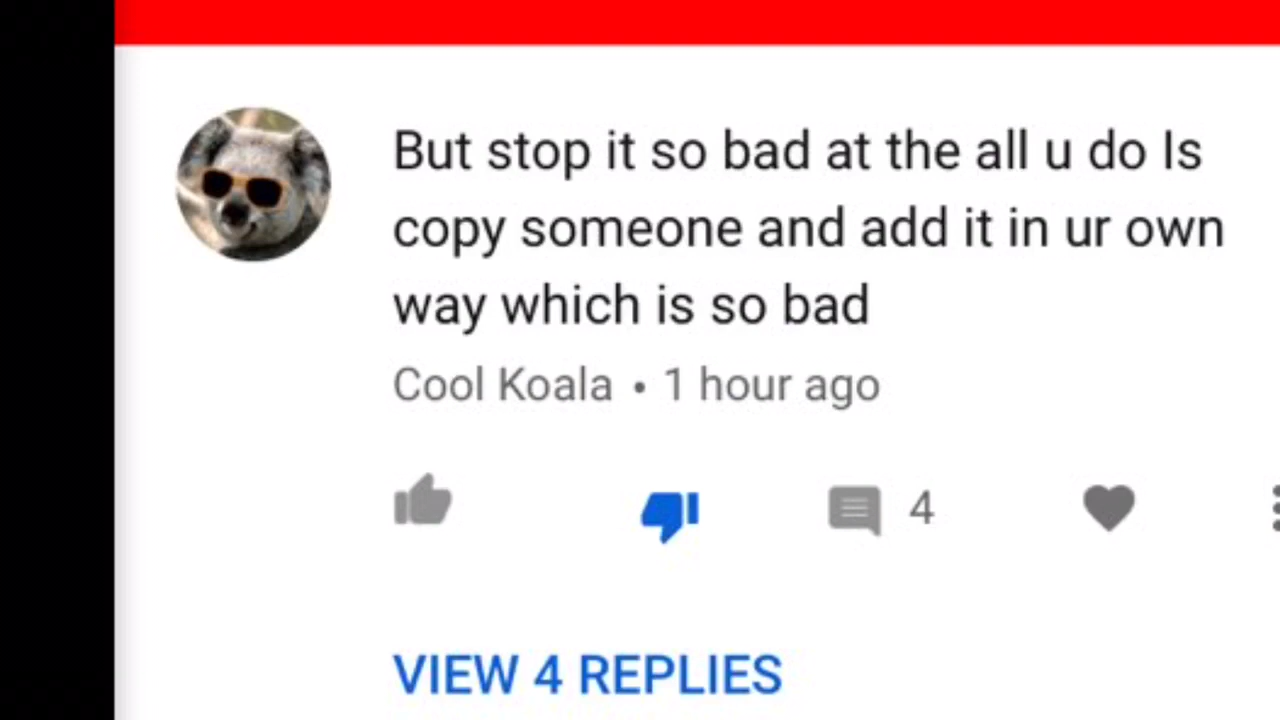 But stop it so bad at the all u do Is
copy someone and add it in ur own
way which is so bad
Cool Koala • 1 hour ago
4
VIEW 4 REPLIES